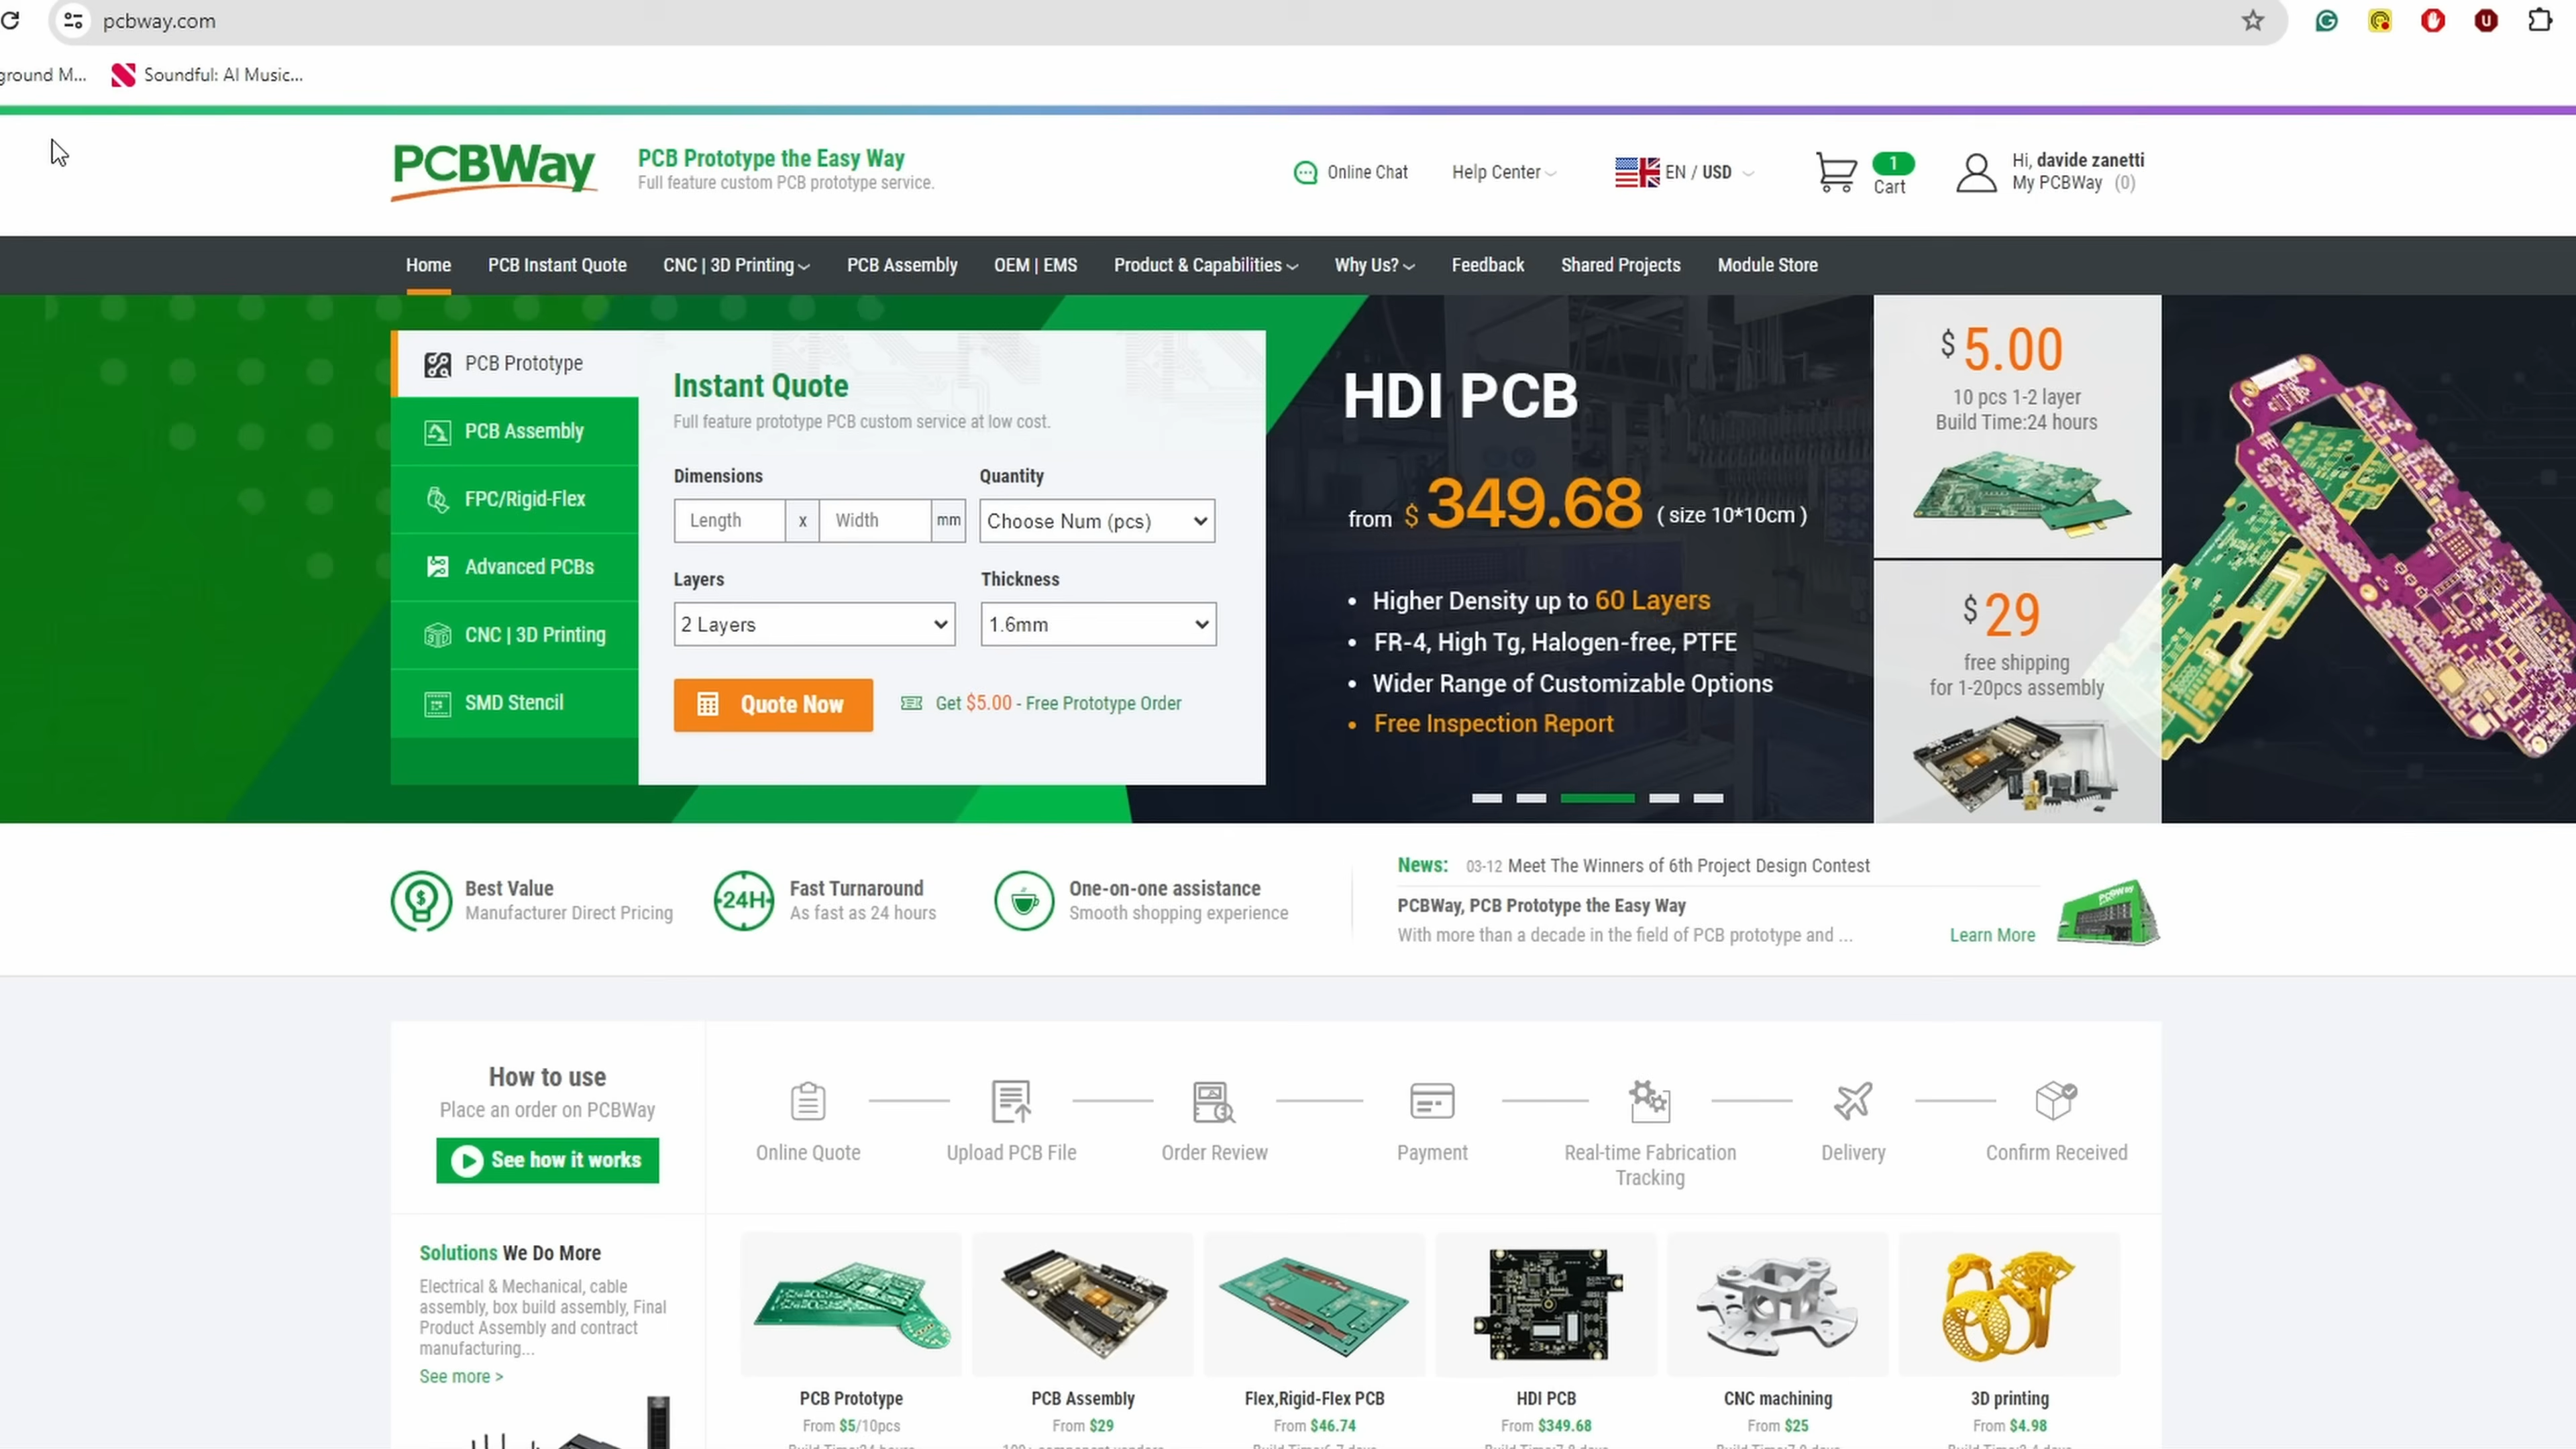 pcbway.com
ground M...
Soundful: AI Music...
PCBWay
PCB Prototype the Easy Way
Full feature custom PCB prototype service.
Online Chat
Help Center
EN / USD
1
Cart
Hi, davide zanetti
My PCBWay (0)
Home
PCB Instant Quote
CNC | 3D Printing
PCB Assembly
OEM | EMS
Product & Capabilities
Why Us?
Feedback
Shared Projects
Module Store
PCB Prototype
PCB Assembly
FPC/Rigid-Flex
Advanced PCBs
CNC | 3D Printing
SMD Stencil
Instant Quote
Full feature prototype PCB custom service at low cost.
Dimensions
Quantity
Length x Width mm
Choose Num (pcs)
Layers
Thickness
2 Layers
1.6mm
Quote Now
Get $5.00 - Free Prototype Order
HDI PCB
from $ 349.68 ( size 10*10cm )
• Higher Density up to 60 Layers
• FR-4, High Tg, Halogen-free, PTFE
• Wider Range of Customizable Options
• Free Inspection Report
$ 5.00
10 pcs 1-2 layer
Build Time:24 hours
$ 29
free shipping
for 1-20pcs assembly
Best Value
Manufacturer Direct Pricing
24H
Fast Turnaround
As fast as 24 hours
One-on-one assistance
Smooth shopping experience
News: 03-12 Meet The Winners of 6th Project Design Contest
PCBWay, PCB Prototype the Easy Way
With more than a decade in the field of PCB prototype and ...
Learn More
PCBWay
How to use
Place an order on PCBWay
See how it works
Online Quote
Upload PCB File
Order Review
Payment
Real-time Fabrication
Tracking
Delivery
Confirm Received
Solutions We Do More
Electrical & Mechanical, cable
assembly, box build assembly, Final
Product Assembly and contract
manufacturing...
See more >
PCB Prototype
From $5/10pcs
PCB Assembly
From $29
Flex,Rigid-Flex PCB
From $46.74
HDI PCB
From $349.68
CNC machining
From $25
3D printing
From $4.98